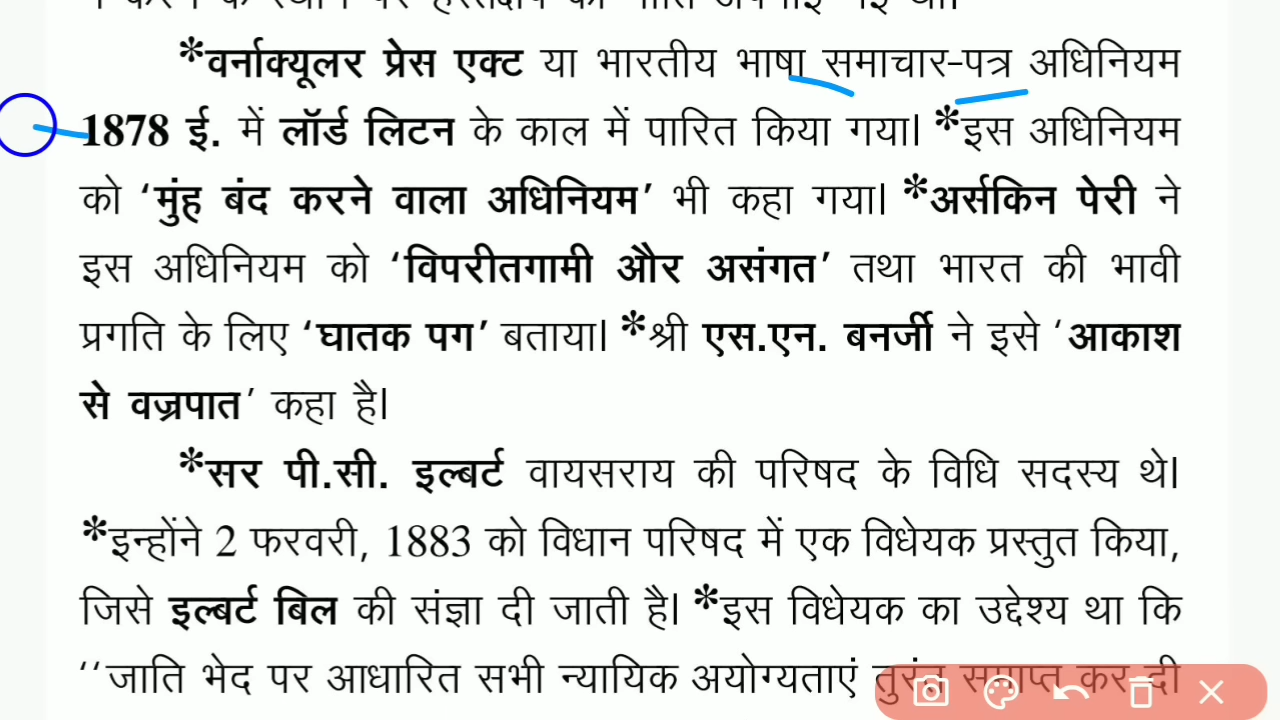 *वर्नाक्यूलर प्रेस एक्ट या भारतीय भाषा समाचार-पत्र अधिनियम
1878 ई. में लॉर्ड लिटन के काल में पारित किया गया। *इस अधिनियम
को ‘मुंह बंद करने वाला अधिनियम’ भी कहा गया। *अर्सकिन पेरी ने
इस अधिनियम को ‘विपरीतगामी और असंगत’ तथा भारत की भावी
प्रगति के लिए ‘घातक पग’ बताया। *श्री एस.एन. बनर्जी ने इसे ‘आकाश
से वज्रपात’ कहा है।
*सर पी.सी. इल्बर्ट वायसराय की परिषद के विधि सदस्य थे।
*इन्होंने 2 फरवरी, 1883 को विधान परिषद में एक विधेयक प्रस्तुत किया,
जिसे इल्बर्ट बिल की संज्ञा दी जाती है। *इस विधेयक का उद्देश्य था कि
‘‘जाति भेद पर आधारित सभी न्यायिक अयोग्यताएं तुरंत समाप्त कर दी